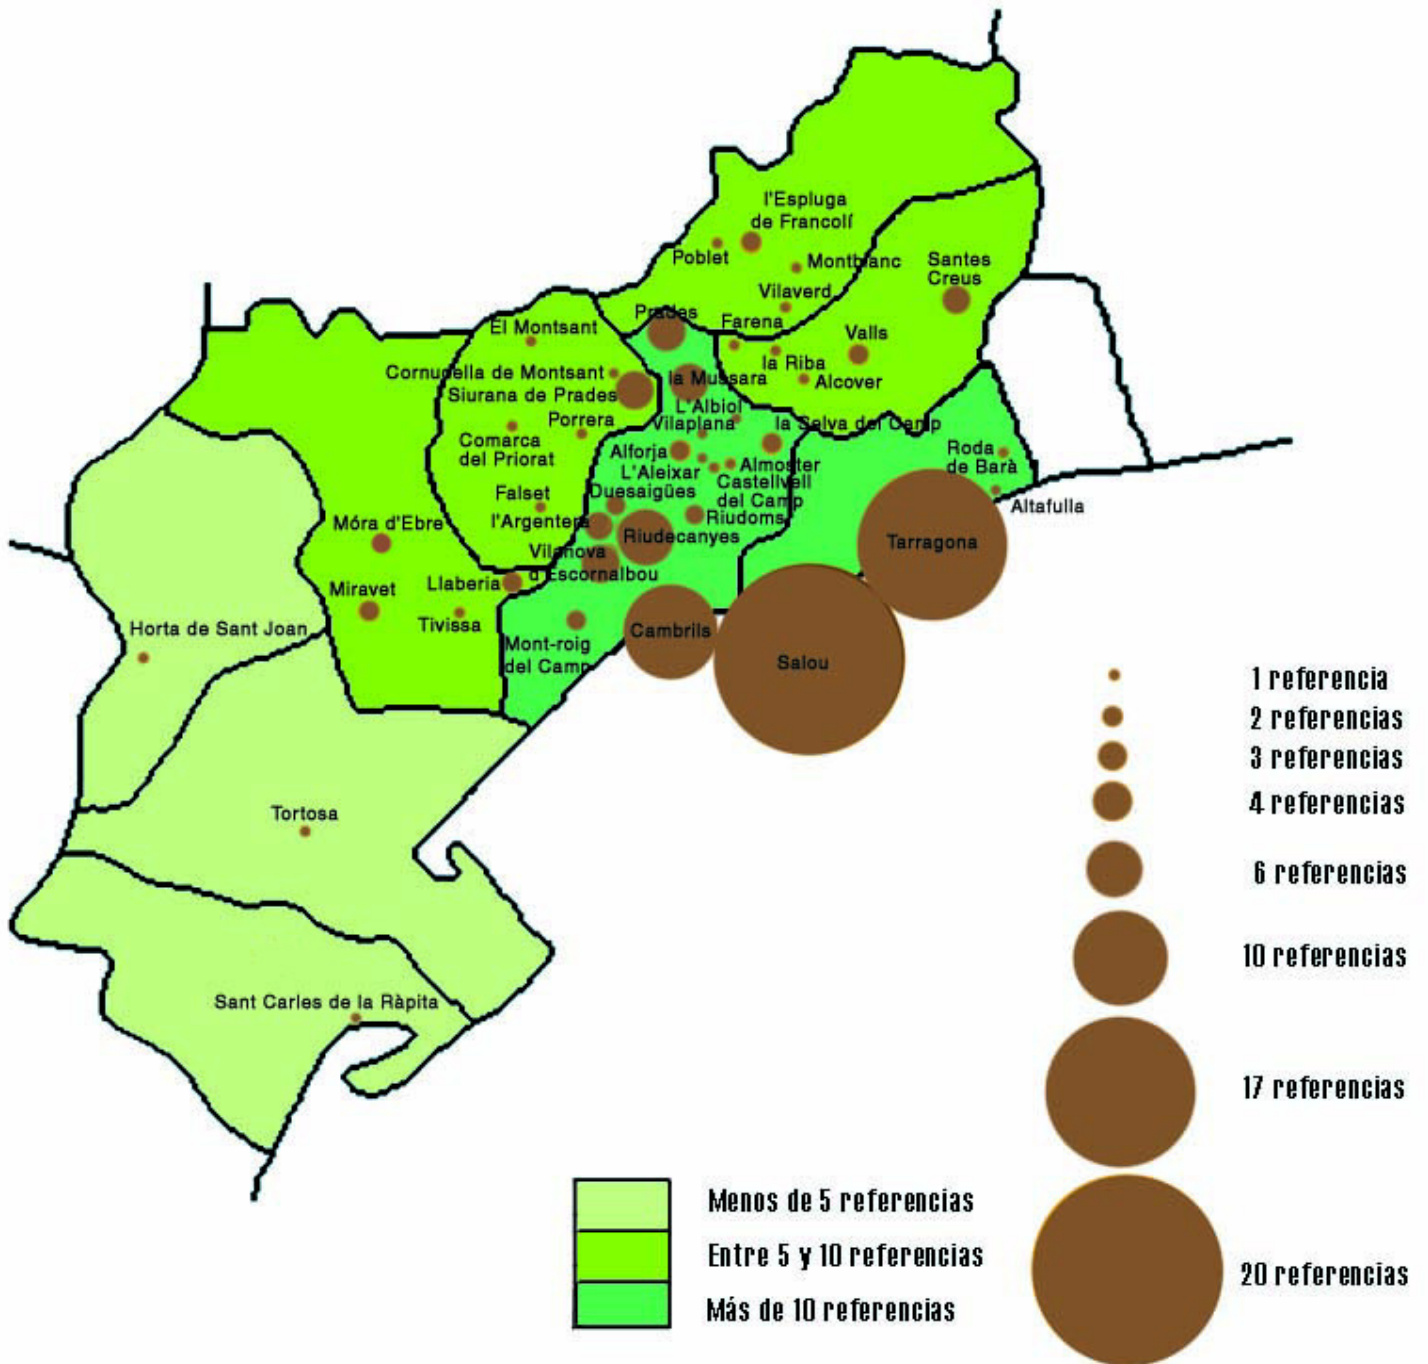 l'Espluga
de Francolí
Poblet
Montblanc
Santes
Creus
Vilaverd
Prades
Farena
Valls
El Montsant
la Riba
Alcover
Cornudella de Montsant
la Mussara
Siurana de Prades
L'Albiol
Vilaplana
la Selva del Camp
Porrera
Comarca
del Priorat
Alforja
Almoster
Roda
de Barà
L'Aleixar
Castellvell
del Camp
Duesaigües
Falset
Altafulla
Móra d'Ebre
l'Argentera
Riudoms
Riudecanyes
Tarragona
Vilanova
d'Escornalbou
Miravet
Llaberia
Tivissa
Horta de Sant Joan
Mont-roig
del Camp
Cambrils
Salou
Tortosa
Sant Carles de la Ràpita
1 referencia
2 referencias
3 referencias
4 referencias
6 referencias
10 referencias
17 referencias
20 referencias
Menos de 5 referencias
Entre 5 y 10 referencias
Más de 10 referencias